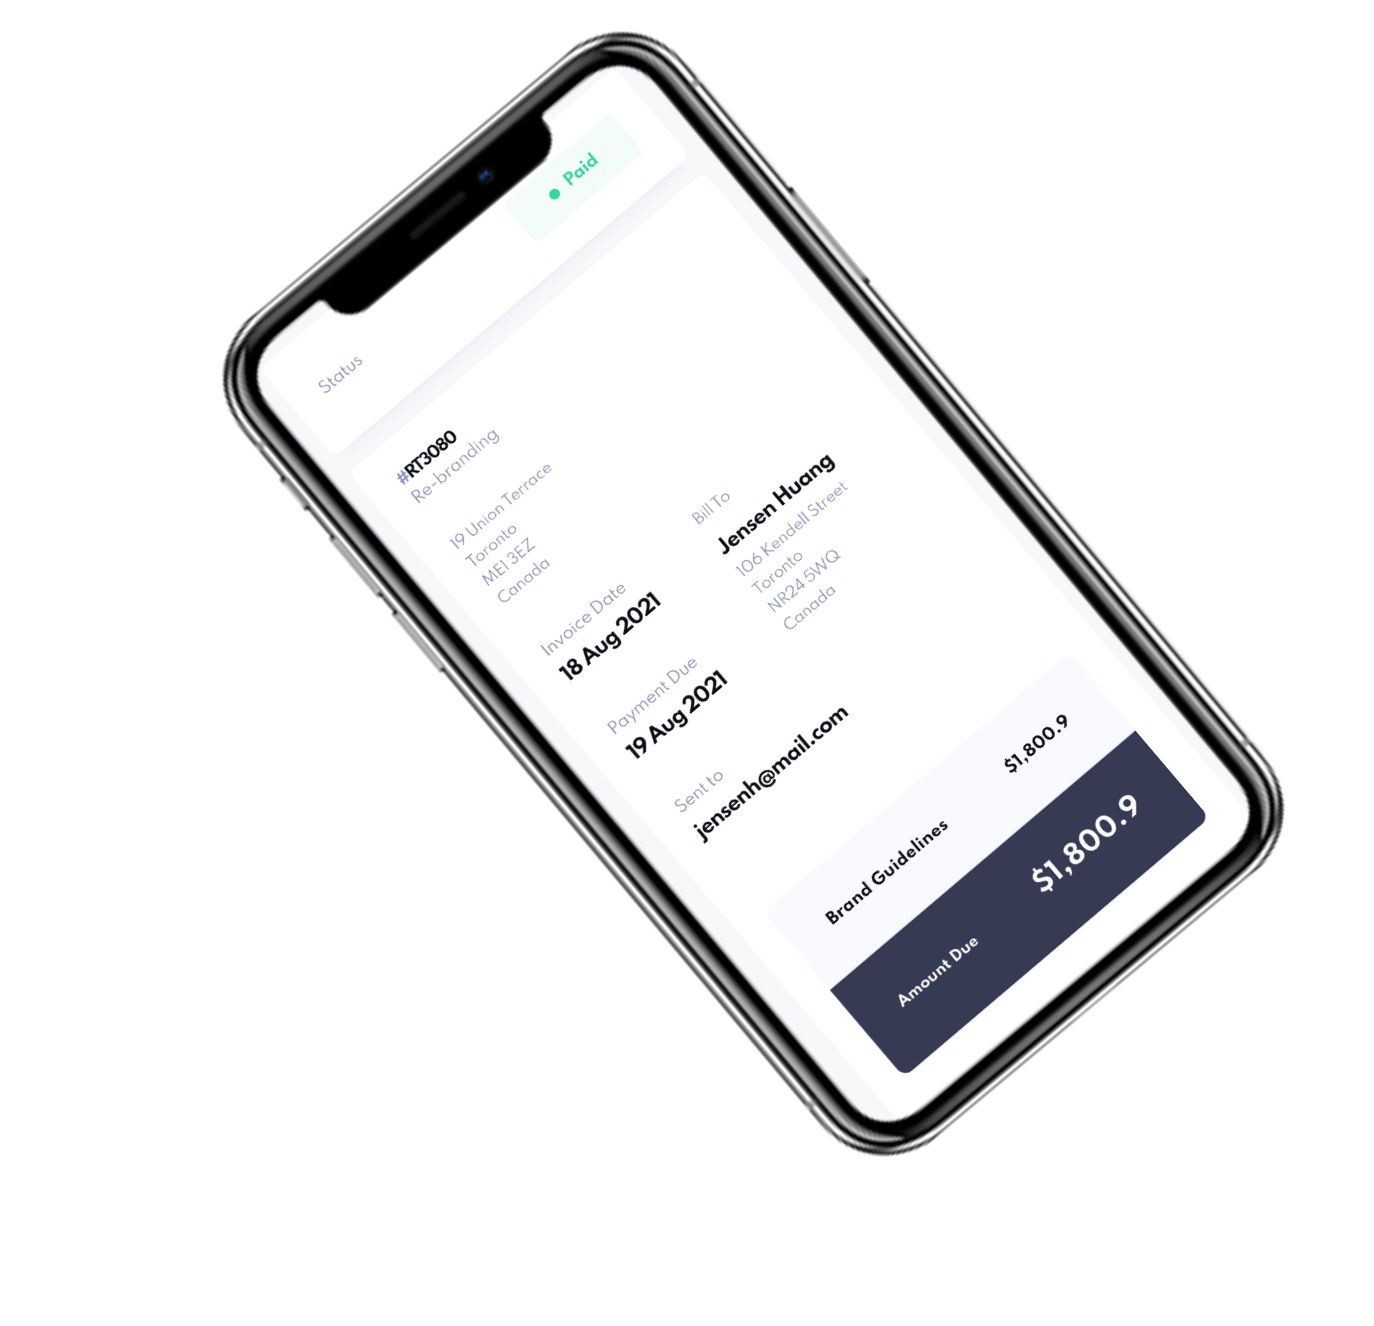 Status
Paid
#RT3080
Re-branding
19 Union Terrace
Toronto
ME1 3EZ
Canada
Invoice Date
18 Aug 2021
Payment Due
19 Aug 2021
Bill To
Jensen Huang
106 Kendell Street
Toronto
NR24 5WQ
Canada
Sent to
jensenh@mail.com
Brand Guidelines
$1,800.9
Amount Due
$1,800.9